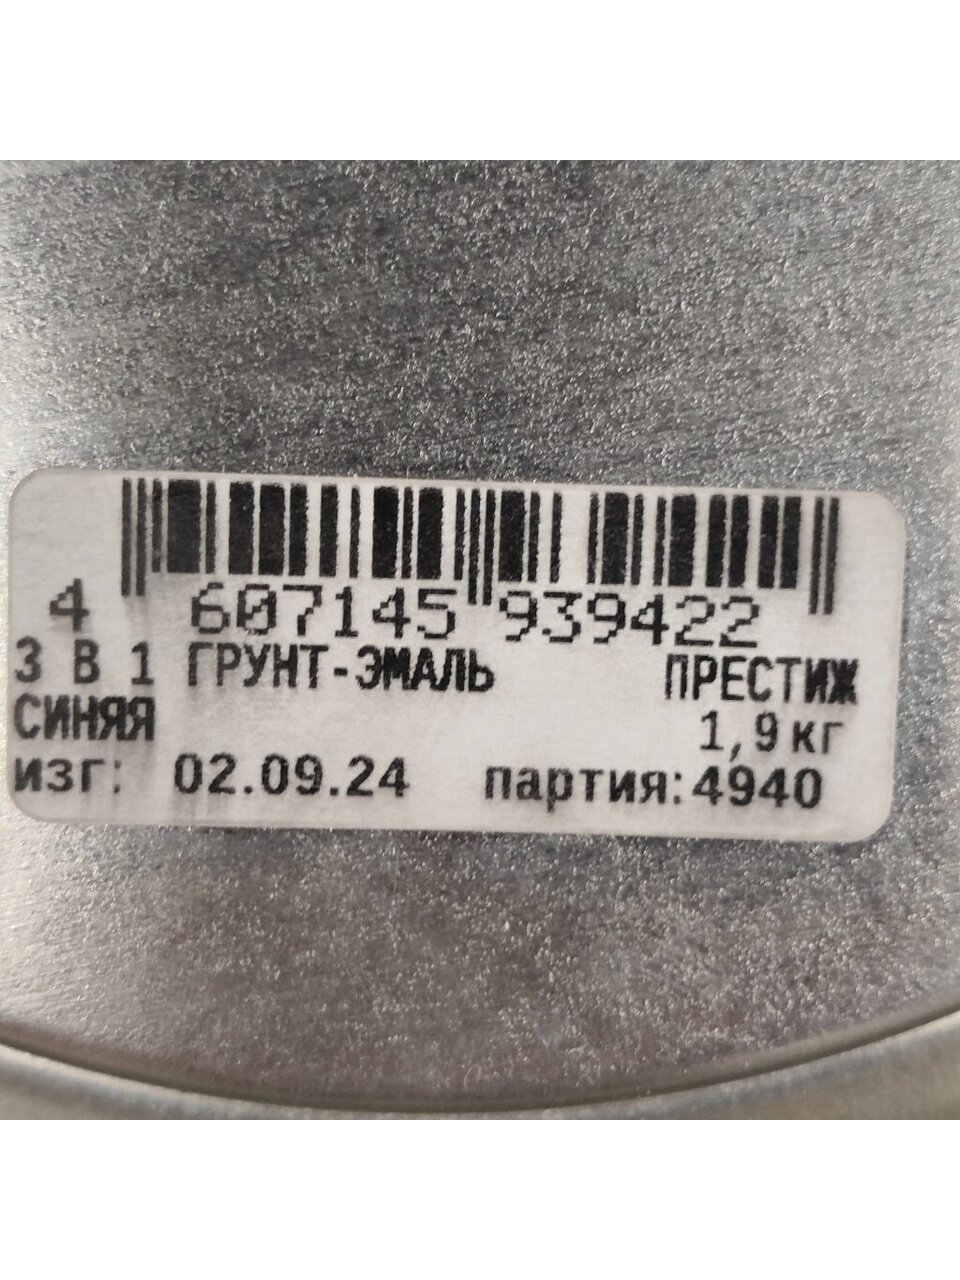 4 607145 939422
3 В 1 ГРУНТ-ЭМАЛЬ ПРЕСТИЖ
СИНЯЯ 1,9 кг
изг: 02.09.24 партия:4940